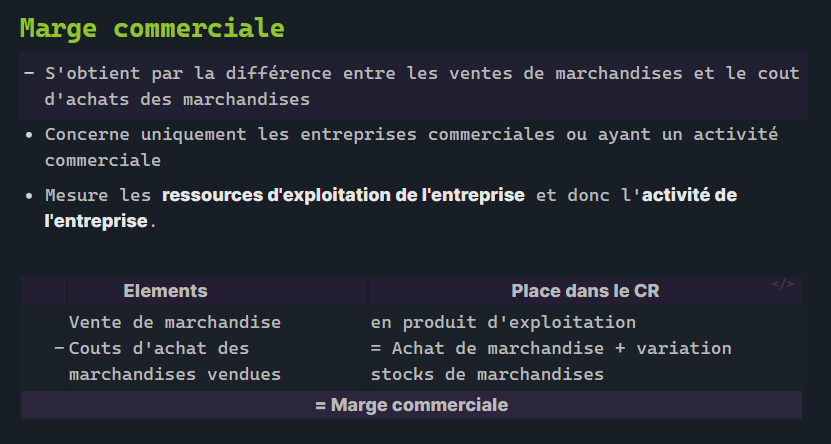 Marge commerciale
– S'obtient par la différence entre les ventes de marchandises et le cout
d'achats des marchandises
• Concerne uniquement les entreprises commerciales ou ayant un activité
commerciale
• Mesure les ressources d'exploitation de l'entreprise et donc l'activité de
l'entreprise.
Elements Place dans le CR </>
Vente de marchandise en produit d'exploitation
– Couts d'achat des = Achat de marchandise + variation
marchandises vendues stocks de marchandises
= Marge commerciale